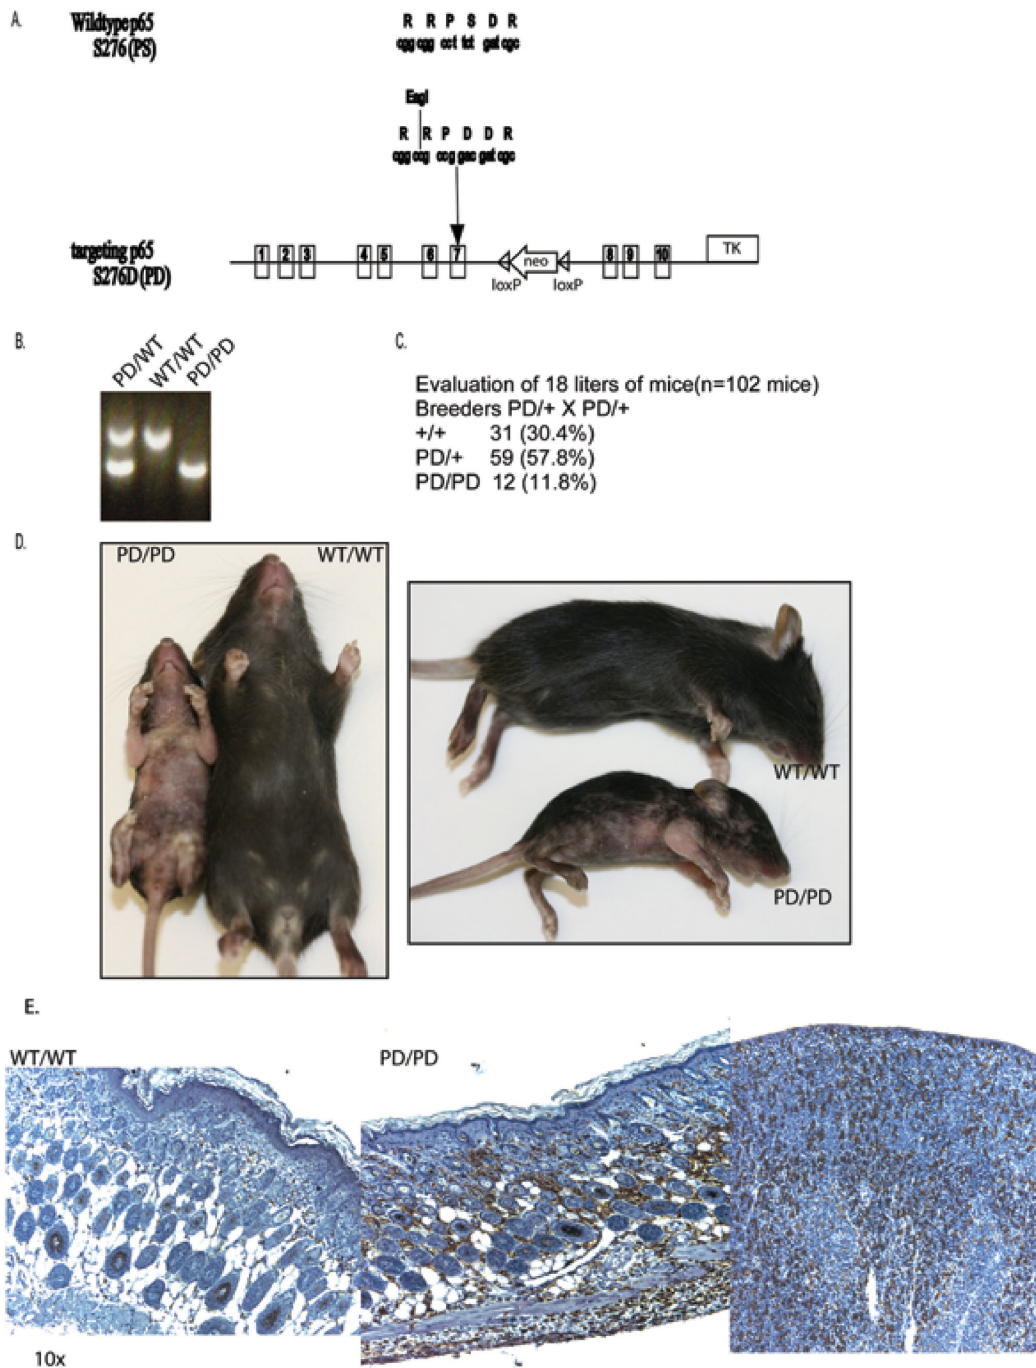 A.
Wildtype p65
S276 (PS)
R R P S D R
cgg cgg cct tct gat cgc
EagI
R R P D D R
cgg ccg ccg gac gat cgc
targeting p65
S276D (PD)
1 2 3 4 5 6 7 neo 8 9 10 TK
loxP loxP
B.
PD/WT WT/WT PD/PD
C.
Evaluation of 18 liters of mice(n=102 mice)
Breeders PD/+ X PD/+
+/+ 31 (30.4%)
PD/+ 59 (57.8%)
PD/PD 12 (11.8%)
D.
PD/PD WT/WT
WT/WT
PD/PD
E.
WT/WT PD/PD
10x